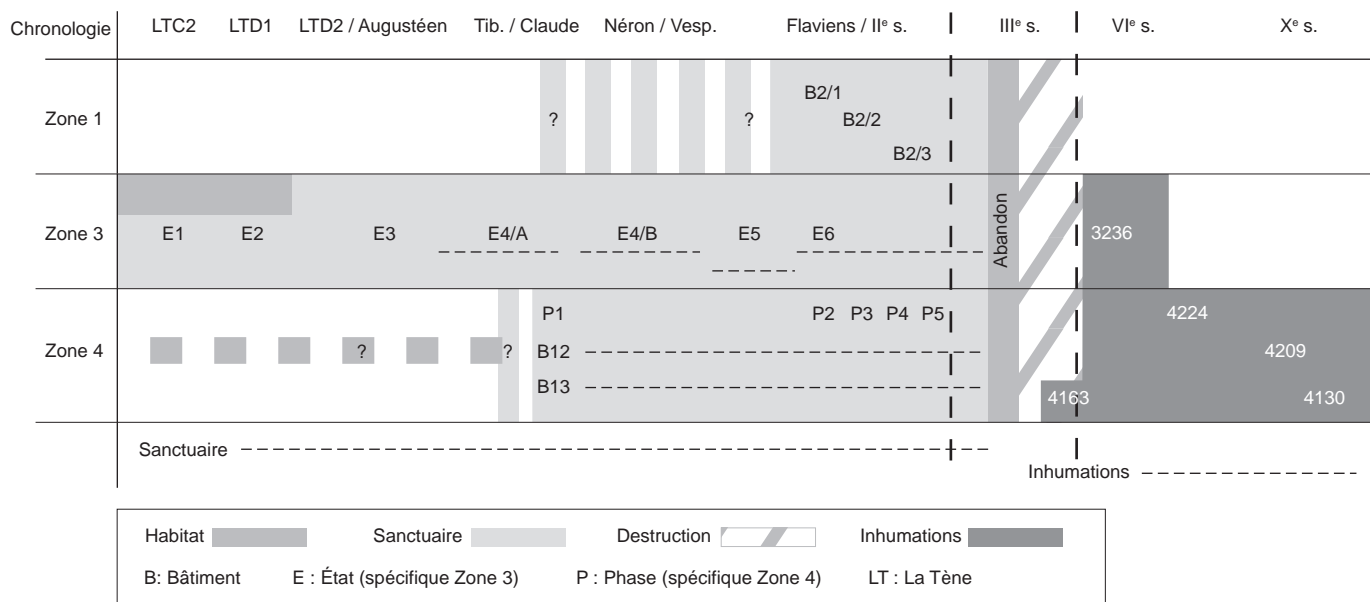 Chronologie LTC2 LTD1 LTD2 / Augustéen Tib. / Claude Néron / Vesp. Flaviens / IIᵉ s. IIIᵉ s. VIᵉ s. Xᵉ s.
B2/1
Zone 1 ? ? B2/2
B2/3
Zone 3 E1 E2 E3 E4/A E4/B E5 E6 Abandon 3236
P1 P2 P3 P4 P5 4224
Zone 4 ? ? B12 4209
B13 4163 4130
Sanctuaire
Inhumations
Habitat Sanctuaire Destruction Inhumations
B: Bâtiment E : État (spécifique Zone 3) P : Phase (spécifique Zone 4) LT : La Tène